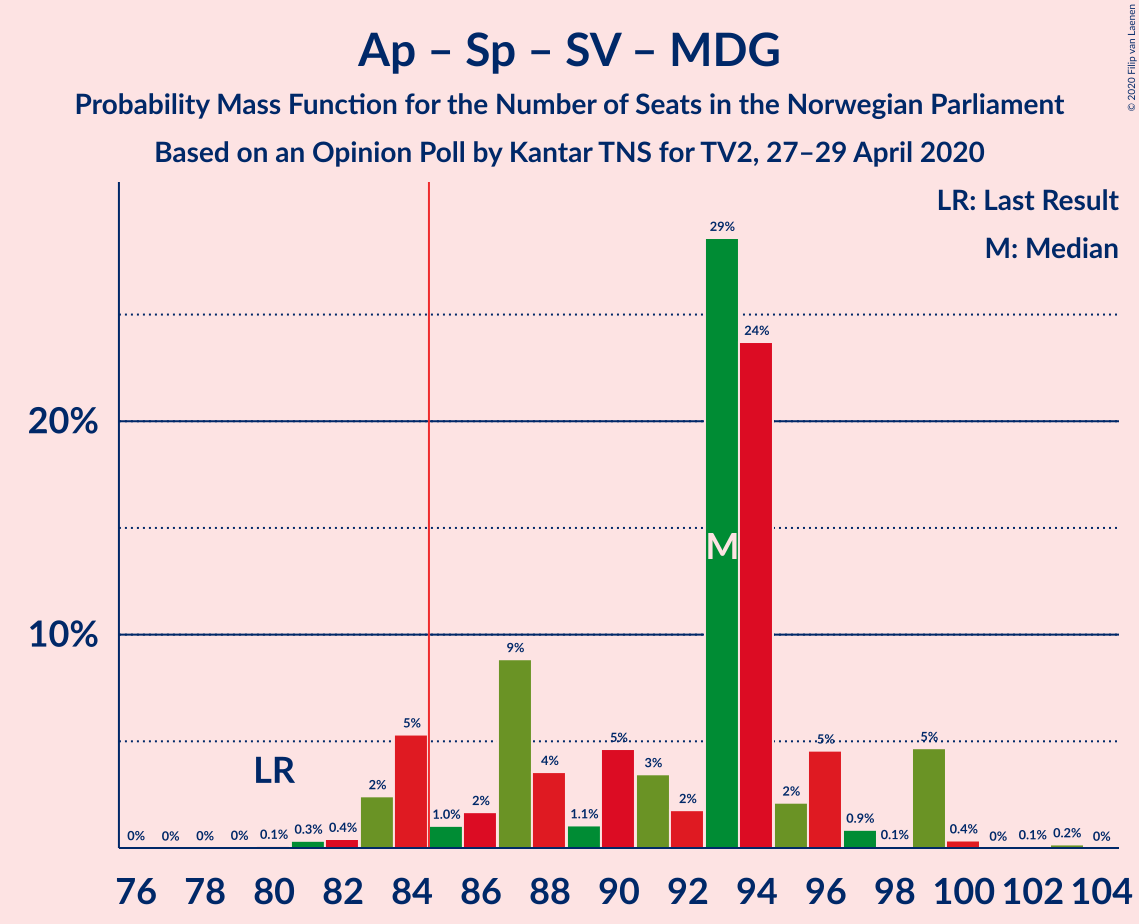 Ap – Sp – SV – MDG
Probability Mass Function for the Number of Seats in the Norwegian Parliament
Based on an Opinion Poll by Kantar TNS for TV2, 27–29 April 2020
© 2020 Filip van Laenen
LR: Last Result
M: Median
20%
10%
LR
M
0% 0% 0% 0% 0.1% 0.3% 0.4% 2% 5% 1.0% 2% 9% 4% 1.1% 5% 3% 2% 29% 24% 2% 5% 0.9% 0.1% 5% 0.4% 0% 0.1% 0.2% 0%
76 78 80 82 84 86 88 90 92 94 96 98 100 102 104